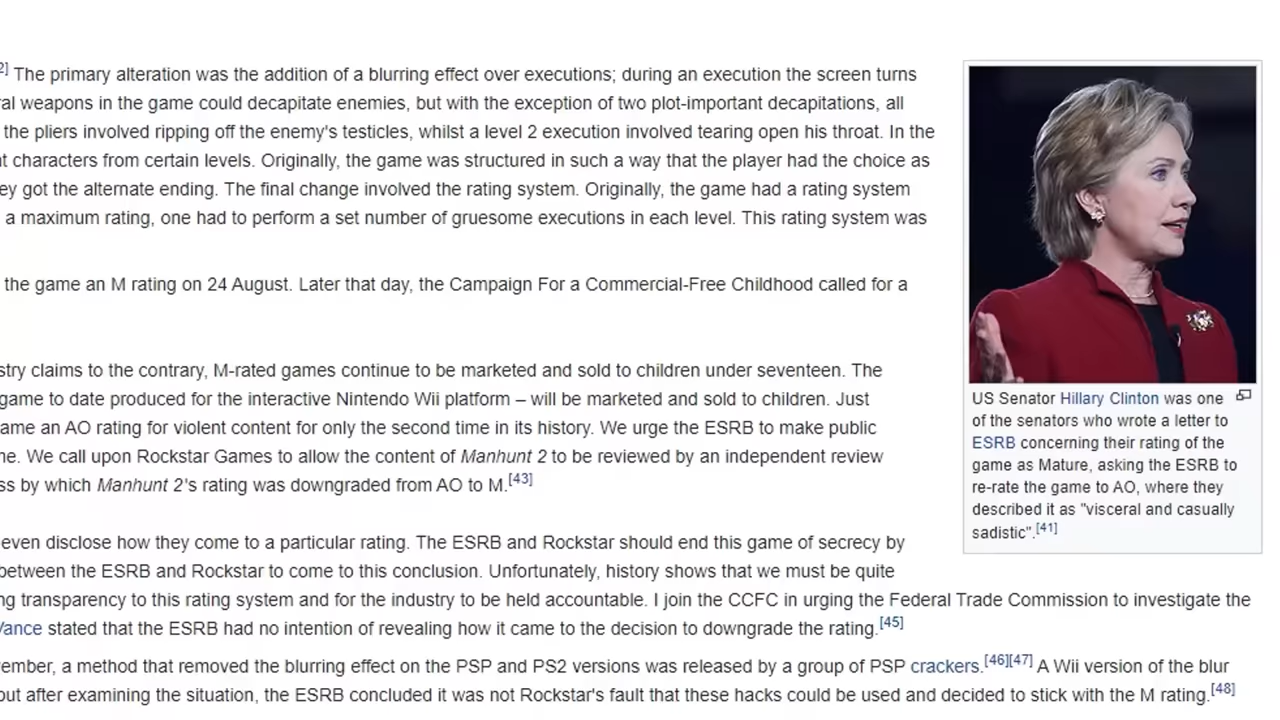 2] The primary alteration was the addition of a blurring effect over executions; during an execution the screen turns
ral weapons in the game could decapitate enemies, but with the exception of two plot-important decapitations, all
the pliers involved ripping off the enemy's testicles, whilst a level 2 execution involved tearing open his throat. In the
nt characters from certain levels. Originally, the game was structured in such a way that the player had the choice as
ey got the alternate ending. The final change involved the rating system. Originally, the game had a rating system
a maximum rating, one had to perform a set number of gruesome executions in each level. This rating system was
the game an M rating on 24 August. Later that day, the Campaign For a Commercial-Free Childhood called for a
stry claims to the contrary, M-rated games continue to be marketed and sold to children under seventeen. The
game to date produced for the interactive Nintendo Wii platform – will be marketed and sold to children. Just
ame an AO rating for violent content for only the second time in its history. We urge the ESRB to make public
me. We call upon Rockstar Games to allow the content of Manhunt 2 to be reviewed by an independent review
ss by which Manhunt 2's rating was downgraded from AO to M.[43]
even disclose how they come to a particular rating. The ESRB and Rockstar should end this game of secrecy by
between the ESRB and Rockstar to come to this conclusion. Unfortunately, history shows that we must be quite
ng transparency to this rating system and for the industry to be held accountable. I join the CCFC in urging the Federal Trade Commission to investigate the
Vance stated that the ESRB had no intention of revealing how it came to the decision to downgrade the rating.[45]
ember, a method that removed the blurring effect on the PSP and PS2 versions was released by a group of PSP crackers.[46][47] A Wii version of the blur
but after examining the situation, the ESRB concluded it was not Rockstar's fault that these hacks could be used and decided to stick with the M rating.[48]
US Senator Hillary Clinton was one
of the senators who wrote a letter to
ESRB concerning their rating of the
game as Mature, asking the ESRB to
re-rate the game to AO, where they
described it as "visceral and casually
sadistic".[41]